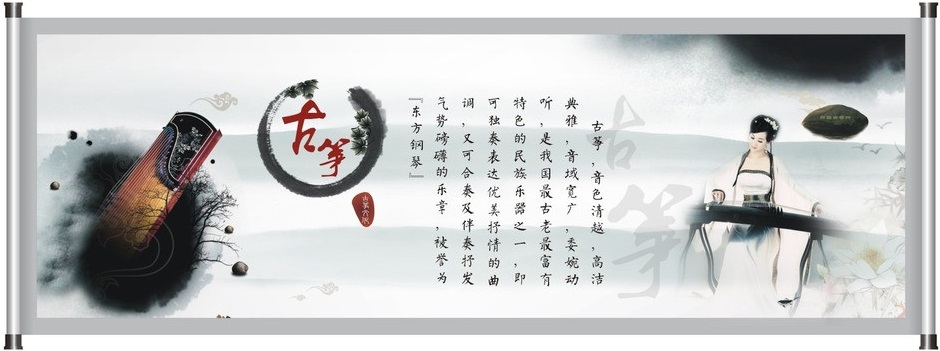 古筝
古筝
古筝,音色清越,高洁
典雅,音域宽广,委婉动
听,是我国最古老最富有
特色的民族乐器之一,即
可独奏表达优美抒情的曲
调,又可合奏及伴奏抒发
气势磅礴的乐章,被誉为
『东方钢琴』